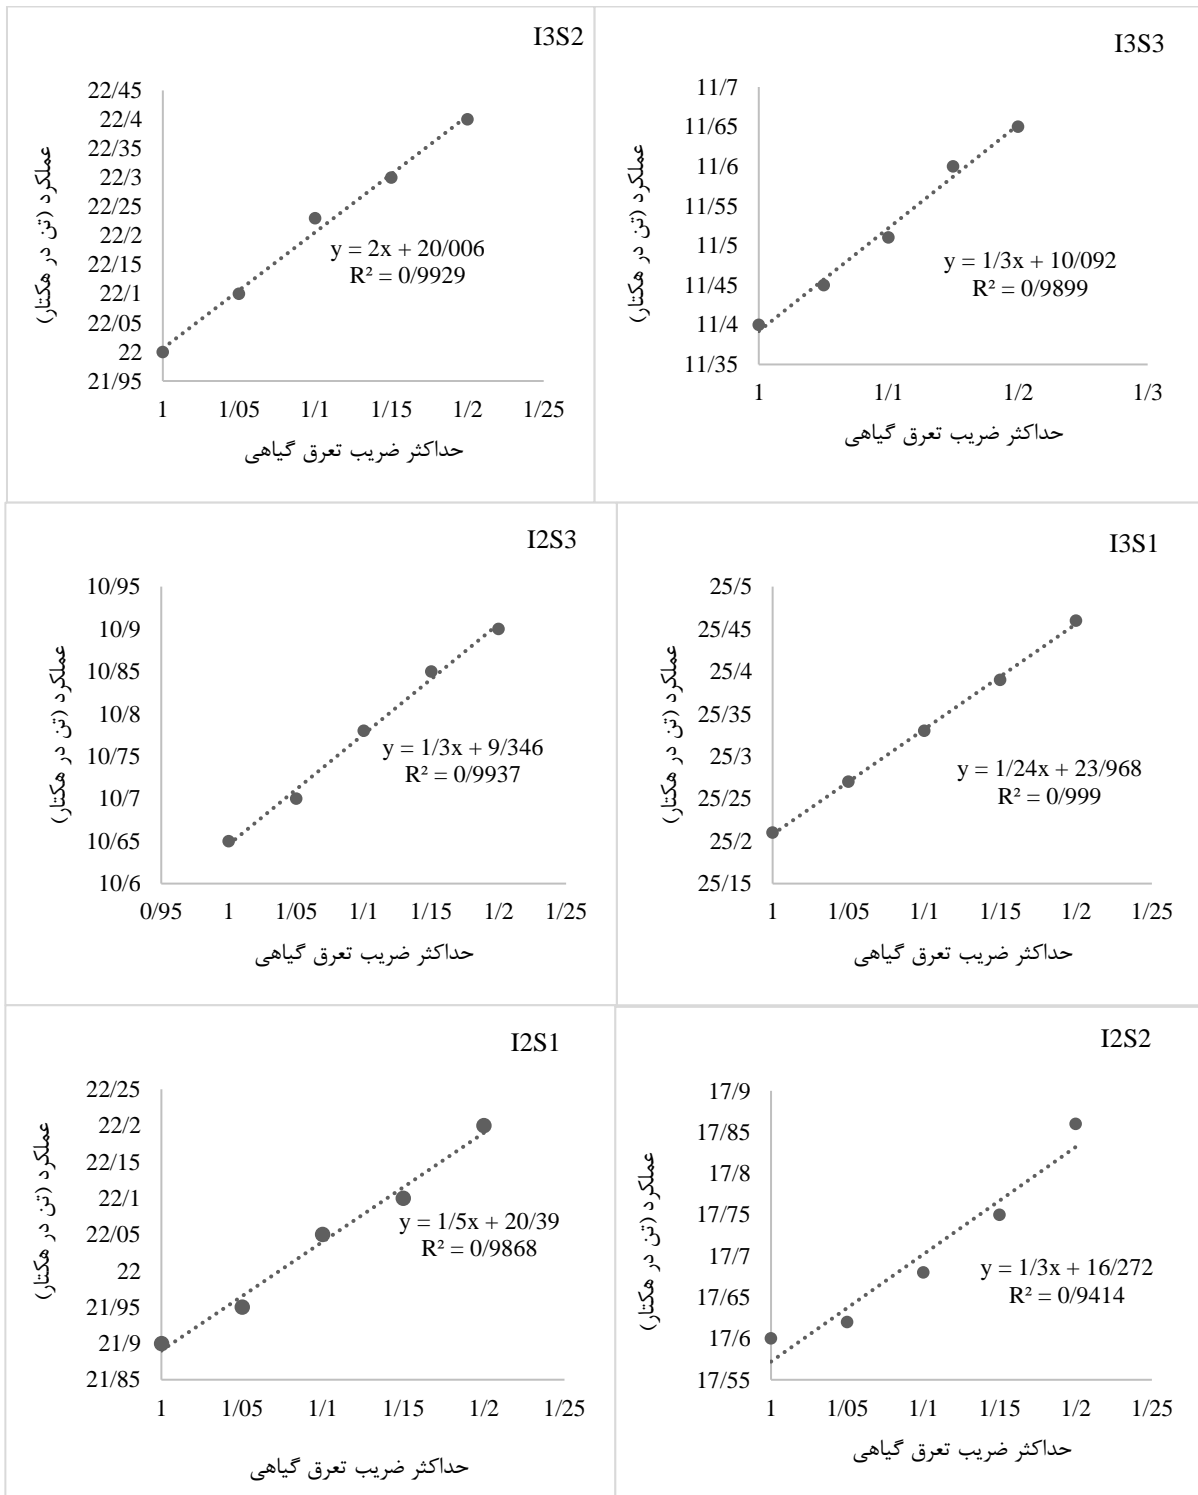 I3S2
22/45
22/4
22/35
22/3
22/25
22/2
22/15
22/1
22/05
22
21/95
عملکرد (تن در هکتار)
y = 2x + 20/006
R² = 0/9929
1 1/05 1/1 1/15 1/2 1/25
حداکثر ضریب تعرق گیاهی
I3S3
11/7
11/65
11/6
11/55
11/5
11/45
11/4
11/35
عملکرد (تن در هکتار)
y = 1/3x + 10/092
R² = 0/9899
1 1/1 1/2 1/3
حداکثر ضریب تعرق گیاهی
I2S3
10/95
10/9
10/85
10/8
10/75
10/7
10/65
10/6
عملکرد (تن در هکتار)
y = 1/3x + 9/346
R² = 0/9937
0/95 1 1/05 1/1 1/15 1/2 1/25
حداکثر ضریب تعرق گیاهی
I3S1
25/5
25/45
25/4
25/35
25/3
25/25
25/2
25/15
عملکرد (تن در هکتار)
y = 1/24x + 23/968
R² = 0/999
1 1/05 1/1 1/15 1/2 1/25
حداکثر ضریب تعرق گیاهی
I2S1
22/25
22/2
22/15
22/1
22/05
22
21/95
21/9
21/85
عملکرد (تن در هکتار)
y = 1/5x + 20/39
R² = 0/9868
1 1/05 1/1 1/15 1/2 1/25
حداکثر ضریب تعرق گیاهی
I2S2
17/9
17/85
17/8
17/75
17/7
17/65
17/6
17/55
عملکرد (تن در هکتار)
y = 1/3x + 16/272
R² = 0/9414
1 1/05 1/1 1/15 1/2 1/25
حداکثر ضریب تعرق گیاهی